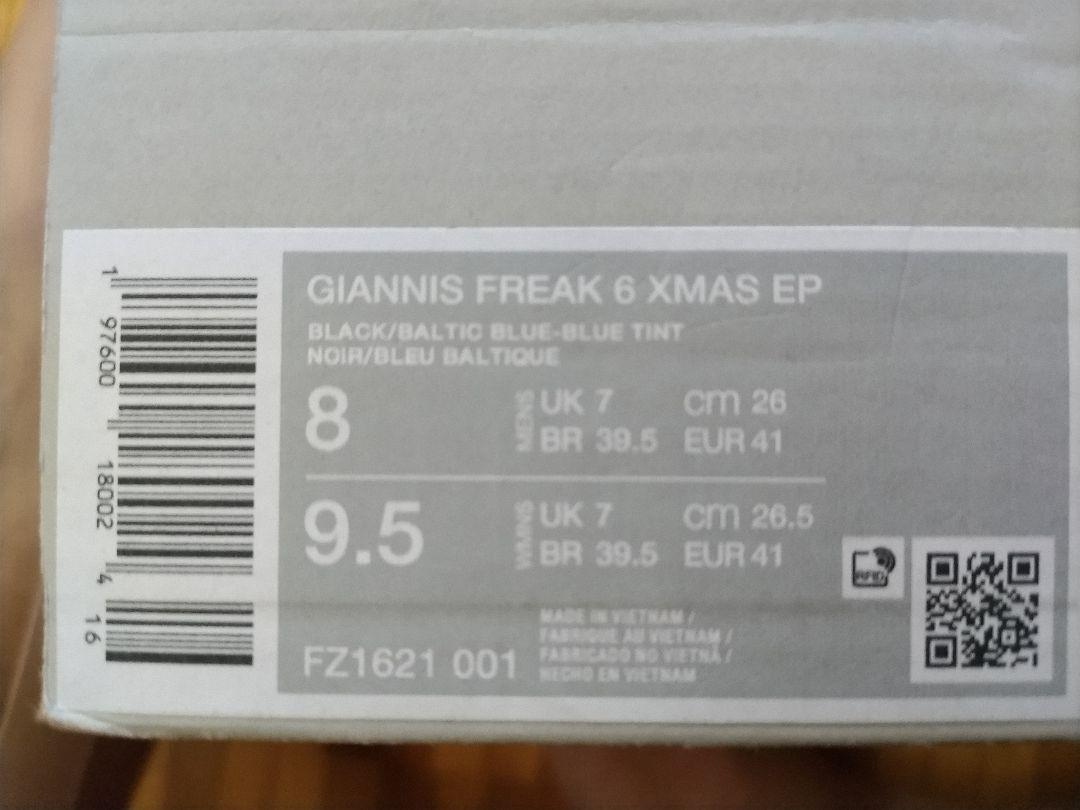 GIANNIS FREAK 6 XMAS EP
BLACK/BALTIC BLUE-BLUE TINT
NOIR/BLEU BALTIQUE
8 MENS UK 7 cm 26
BR 39.5 EUR 41
9.5 WMNS UK 7 cm 26.5
BR 39.5 EUR 41
FZ1621 001
MADE IN VIETNAM /
FABRIQUE AU VIETNAM /
FABRICADO NO VIETNÃ /
HECHO EN VIETNAM
RFID
1 97600 18002 4 16